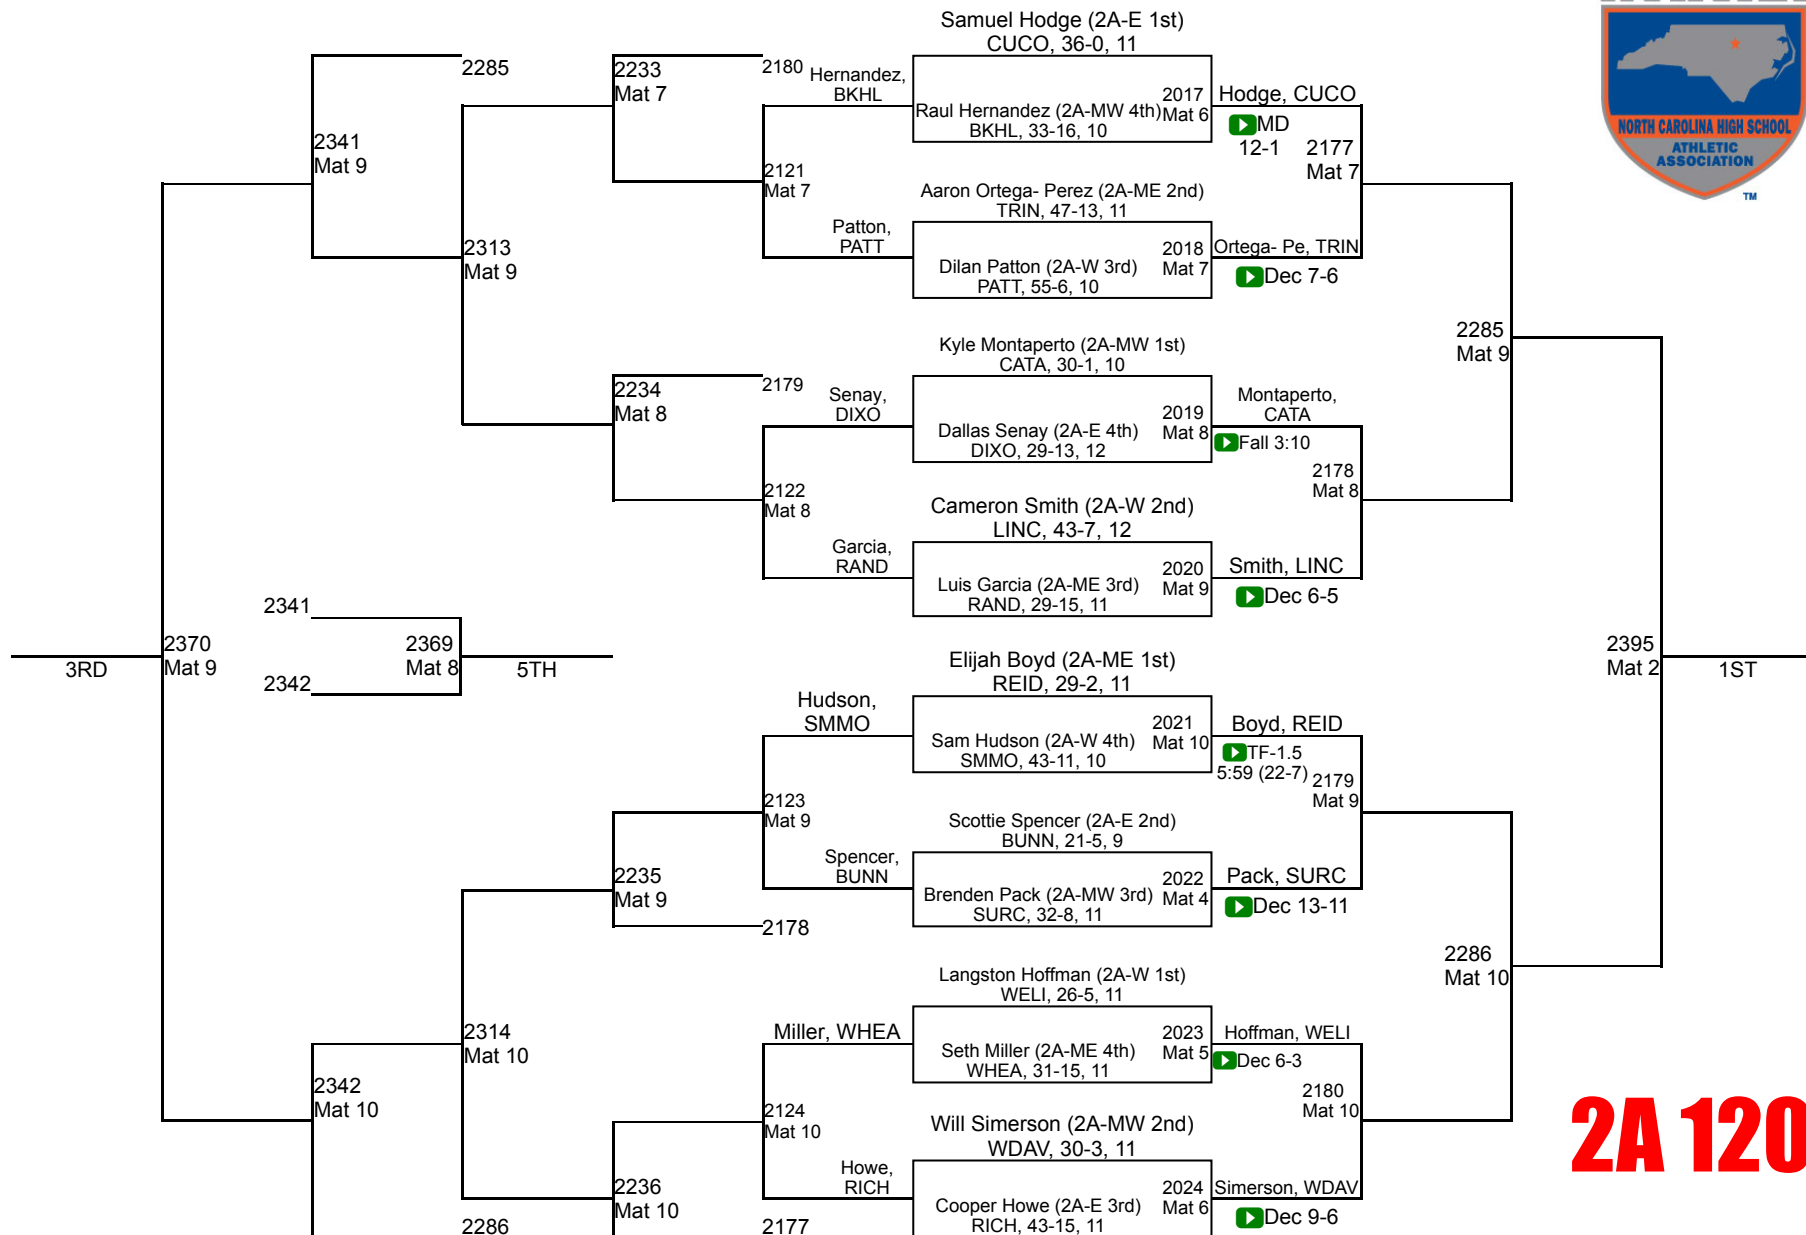 Samuel Hodge (2A-E 1st)
CUCO, 36-0, 11
2285
2233
Mat 7
2180
Hernandez,
BKHL
Raul Hernandez (2A-MW 4th)
BKHL, 33-16, 10
2017
Mat 6
Hodge, CUCO
MD
12-1
2177
Mat 7
NORTH CAROLINA HIGH SCHOOL
ATHLETIC
ASSOCIATION
TM
2341
Mat 9
2121
Mat 7
Aaron Ortega- Perez (2A-ME 2nd)
TRIN, 47-13, 11
Patton,
PATT
Dilan Patton (2A-W 3rd)
PATT, 55-6, 10
2018
Mat 7
Ortega- Pe, TRIN
Dec 7-6
2313
Mat 9
Kyle Montaperto (2A-MW 1st)
CATA, 30-1, 10
2285
Mat 9
2234
Mat 8
2179
Senay,
DIXO
Dallas Senay (2A-E 4th)
DIXO, 29-13, 12
2019
Mat 8
Montaperto,
CATA
Fall 3:10
2178
Mat 8
2122
Mat 8
Cameron Smith (2A-W 2nd)
LINC, 43-7, 12
Garcia,
RAND
Luis Garcia (2A-ME 3rd)
RAND, 29-15, 11
2020
Mat 9
Smith, LINC
Dec 6-5
2341
2370
Mat 9
3RD
2369
Mat 8
5TH
2342
Elijah Boyd (2A-ME 1st)
REID, 29-2, 11
2395
Mat 2
1ST
Hudson,
SMMO
Sam Hudson (2A-W 4th)
SMMO, 43-11, 10
2021
Mat 10
Boyd, REID
TF-1.5
5:59 (22-7)
2179
Mat 9
2123
Mat 9
Scottie Spencer (2A-E 2nd)
BUNN, 21-5, 9
2235
Mat 9
Spencer,
BUNN
Brenden Pack (2A-MW 3rd)
SURC, 32-8, 11
2022
Mat 4
Pack, SURC
Dec 13-11
2178
2286
Mat 10
Langston Hoffman (2A-W 1st)
WELI, 26-5, 11
2314
Mat 10
Miller, WHEA
Seth Miller (2A-ME 4th)
WHEA, 31-15, 11
2023
Mat 5
Hoffman, WELI
Dec 6-3
2342
Mat 10
2180
Mat 10
2124
Mat 10
Will Simerson (2A-MW 2nd)
WDAV, 30-3, 11
2A 120
2286
2236
Mat 10
2177
Howe,
RICH
Cooper Howe (2A-E 3rd)
RICH, 43-15, 11
2024
Mat 6
Simerson, WDAV
Dec 9-6